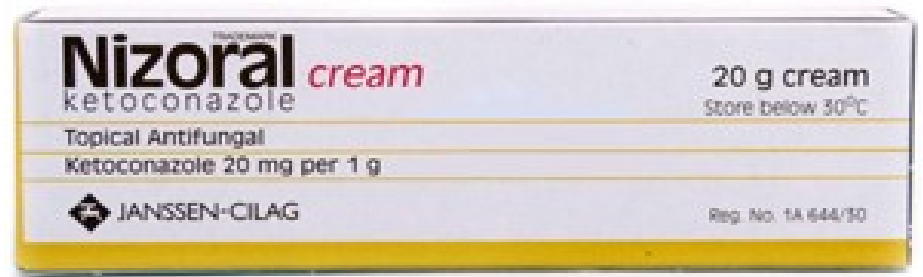 TRADEMARK
Nizoral cream
ketoconazole
20 g cream
Store below 30°C
Topical Antifungal
Ketoconazole 20 mg per 1 g
JANSSEN-CILAG
Reg. No. 1A 644/30